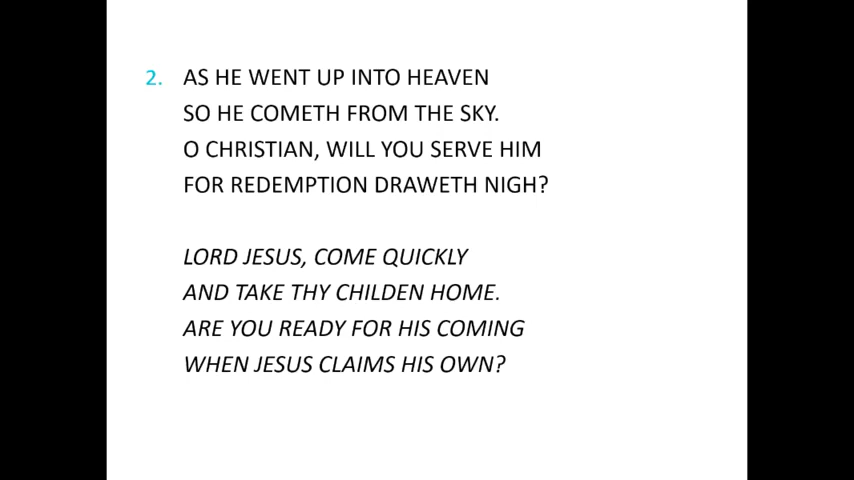 2. AS HE WENT UP INTO HEAVEN
SO HE COMETH FROM THE SKY.
O CHRISTIAN, WILL YOU SERVE HIM
FOR REDEMPTION DRAWETH NIGH?
LORD JESUS, COME QUICKLY
AND TAKE THY CHILDEN HOME.
ARE YOU READY FOR HIS COMING
WHEN JESUS CLAIMS HIS OWN?